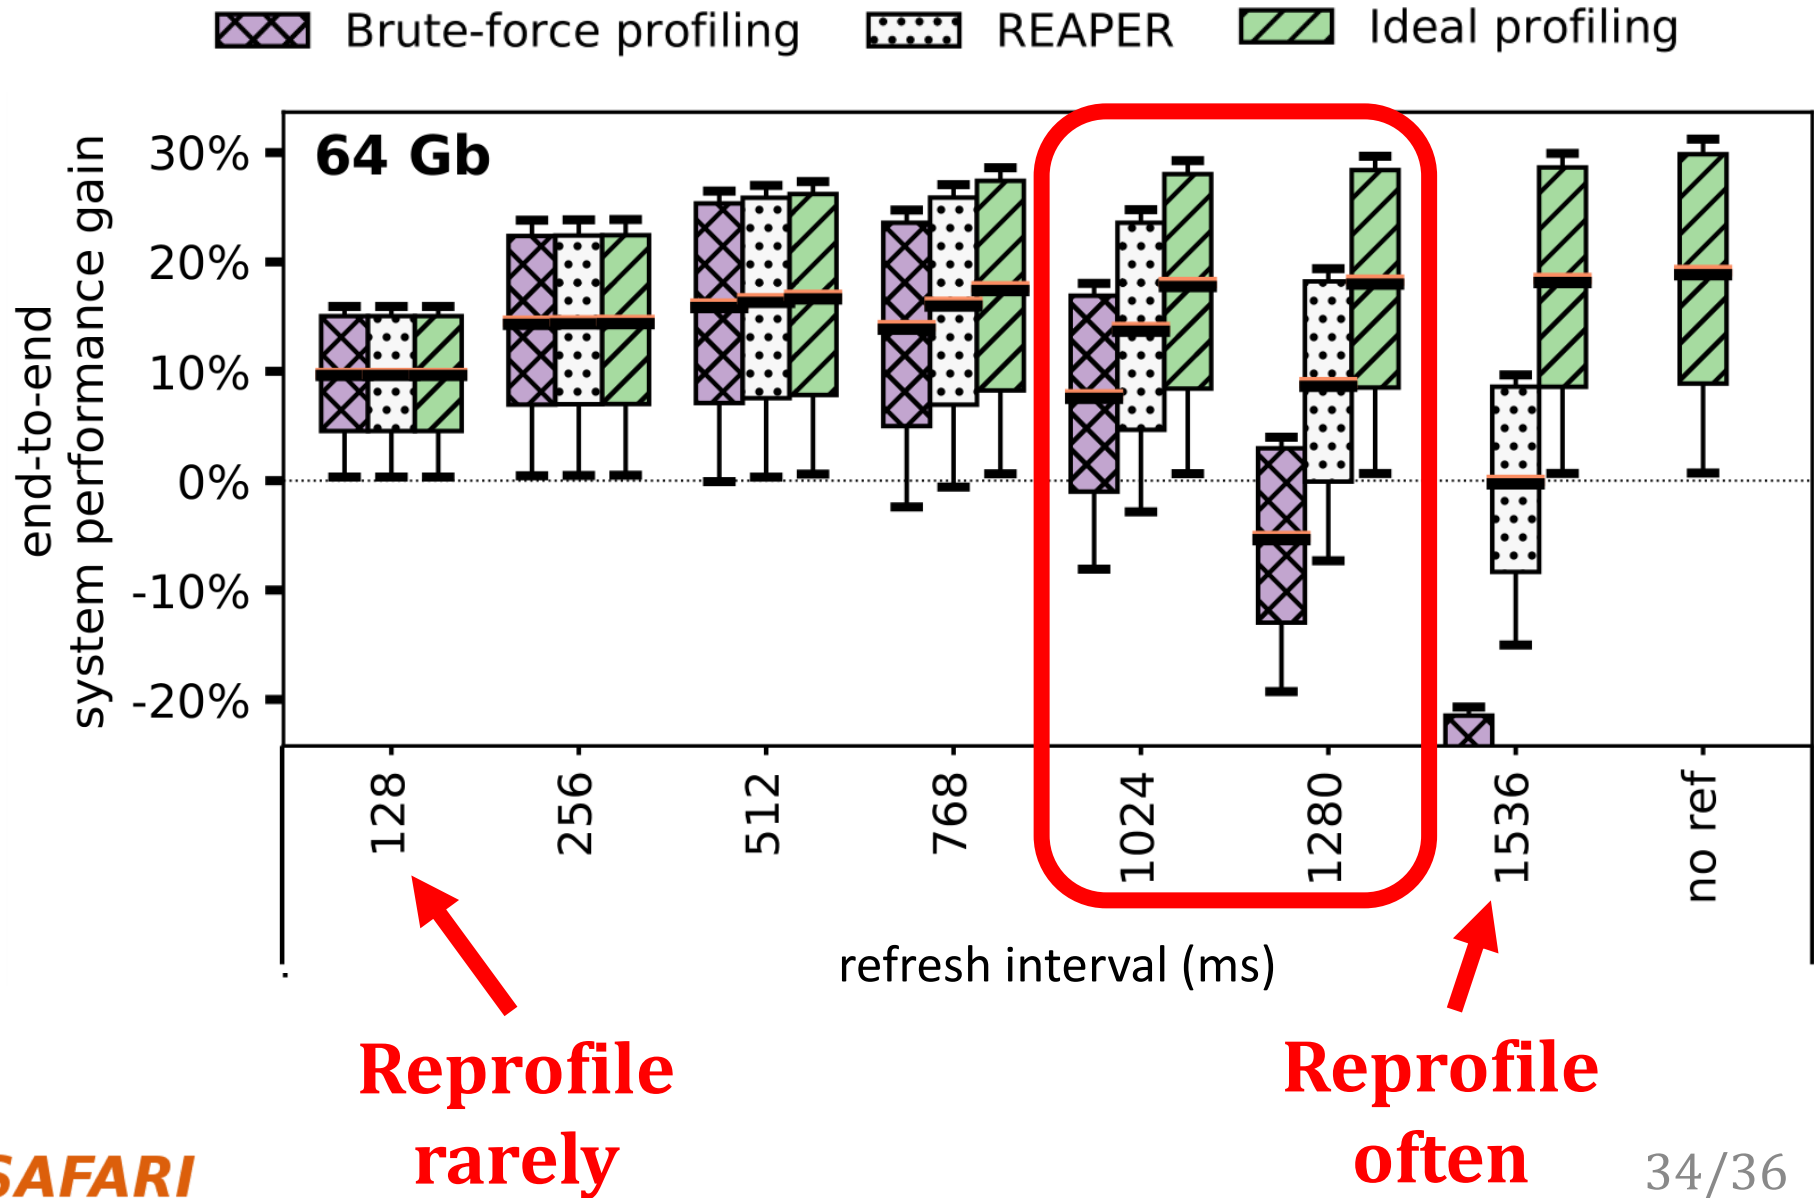 Brute-force profiling REAPER Ideal profiling
64 Gb
end-to-end
system performance gain
30%
20%
10%
0%
-10%
-20%
128 256 512 768 1024 1280 1536 no ref
refresh interval (ms)
Reprofile
rarely
Reprofile
often
SAFARI
34/36